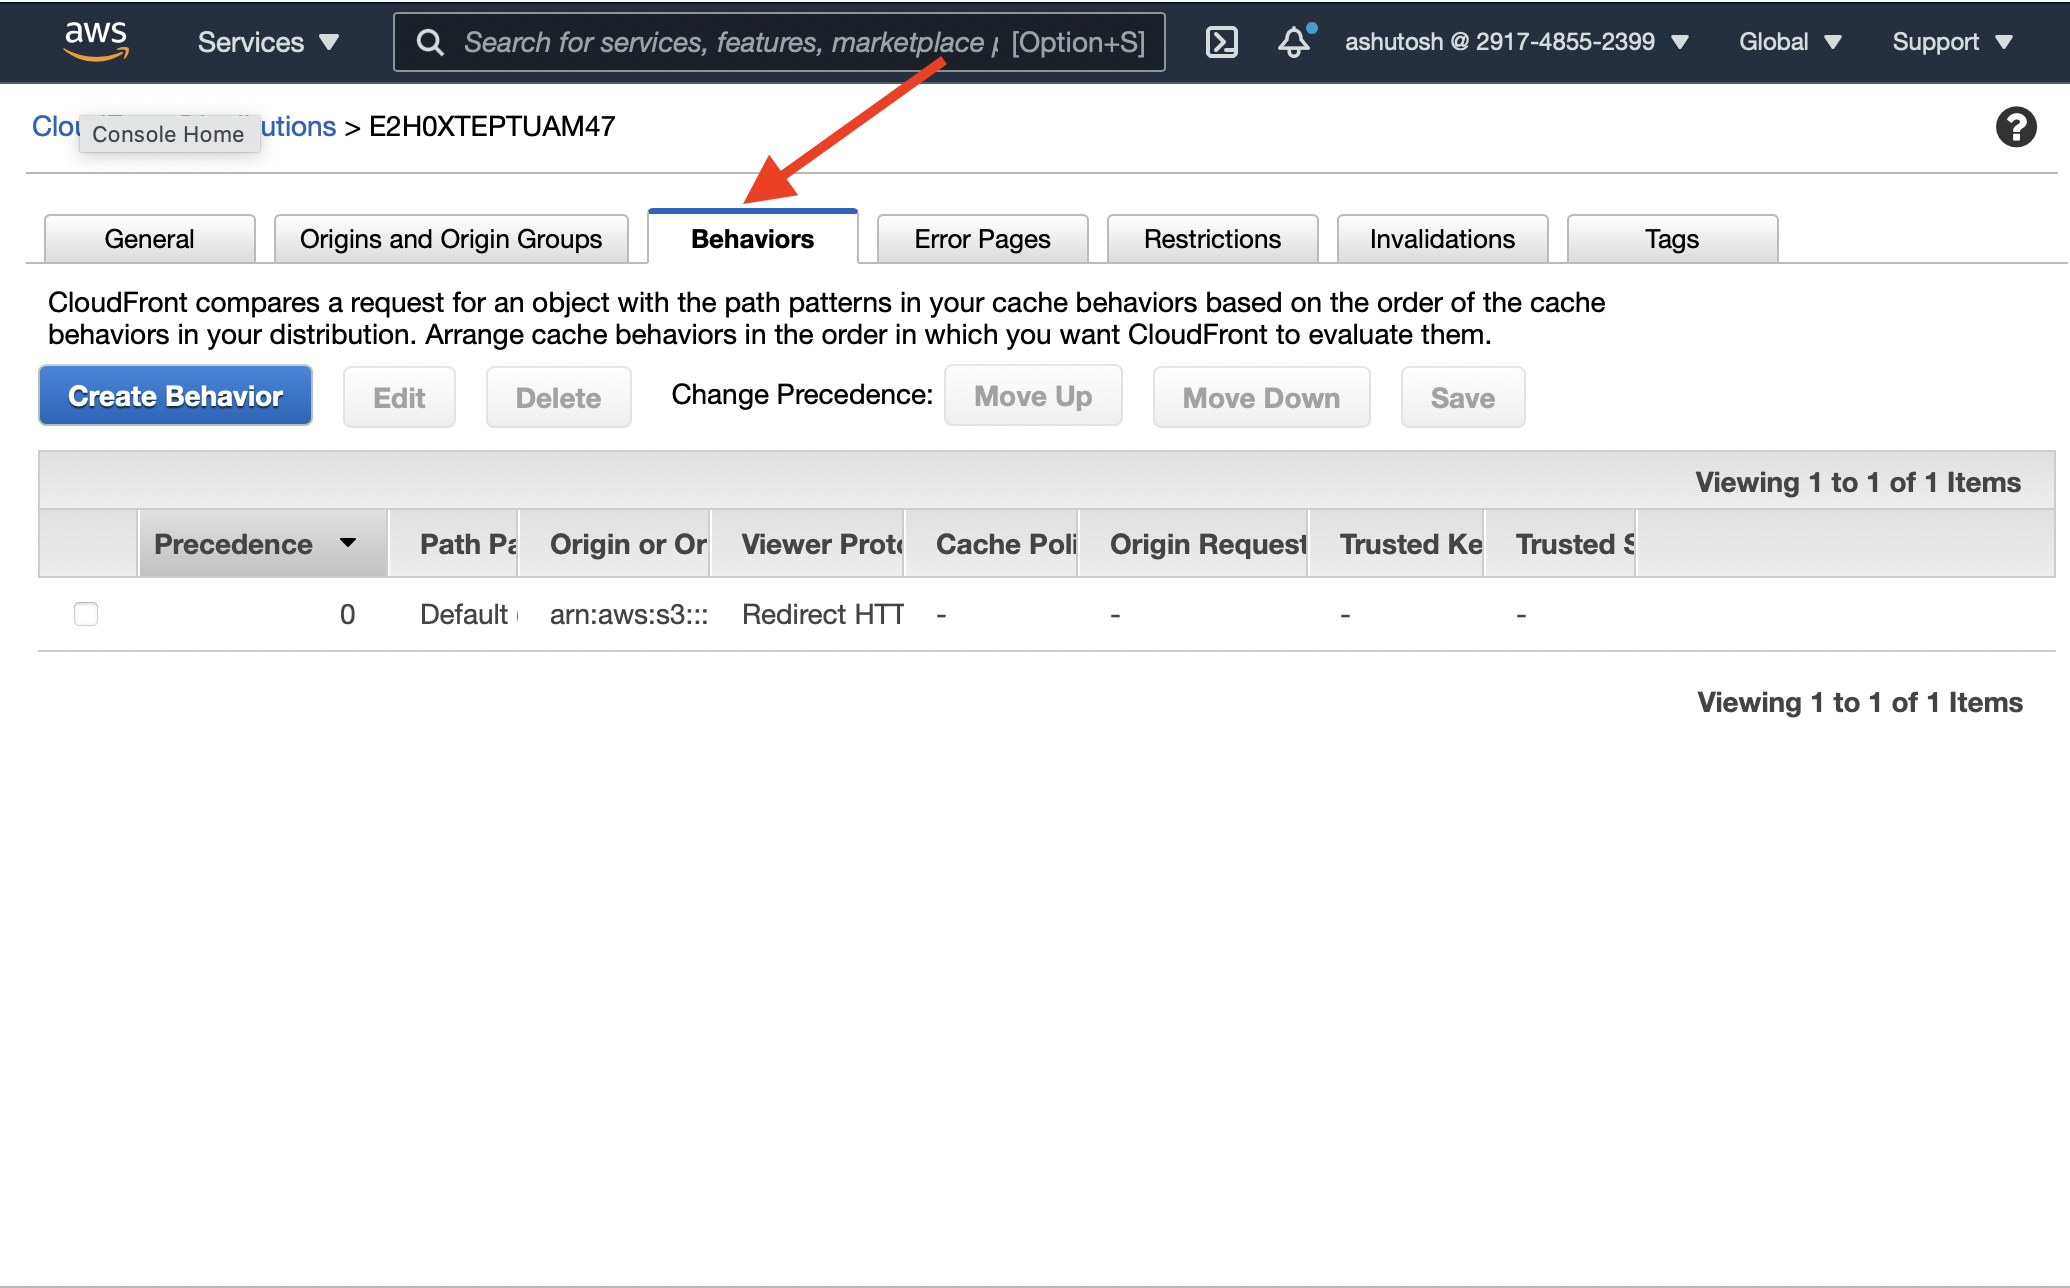 aws Services Search for services, features, marketplace [Option+S] ashutosh @ 2917-4855-2399 Global Support
Clou utions > E2H0XTEPTUAM47
Console Home
?
General Origins and Origin Groups Behaviors Error Pages Restrictions Invalidations Tags
CloudFront compares a request for an object with the path patterns in your cache behaviors based on the order of the cache
behaviors in your distribution. Arrange cache behaviors in the order in which you want CloudFront to evaluate them.
Create Behavior Edit Delete Change Precedence: Move Up Move Down Save
Viewing 1 to 1 of 1 Items
Precedence Path Pa Origin or Or Viewer Proto Cache Poli Origin Request Trusted Ke Trusted S
0 Default arn:aws:s3::: Redirect HTT - - - -
Viewing 1 to 1 of 1 Items